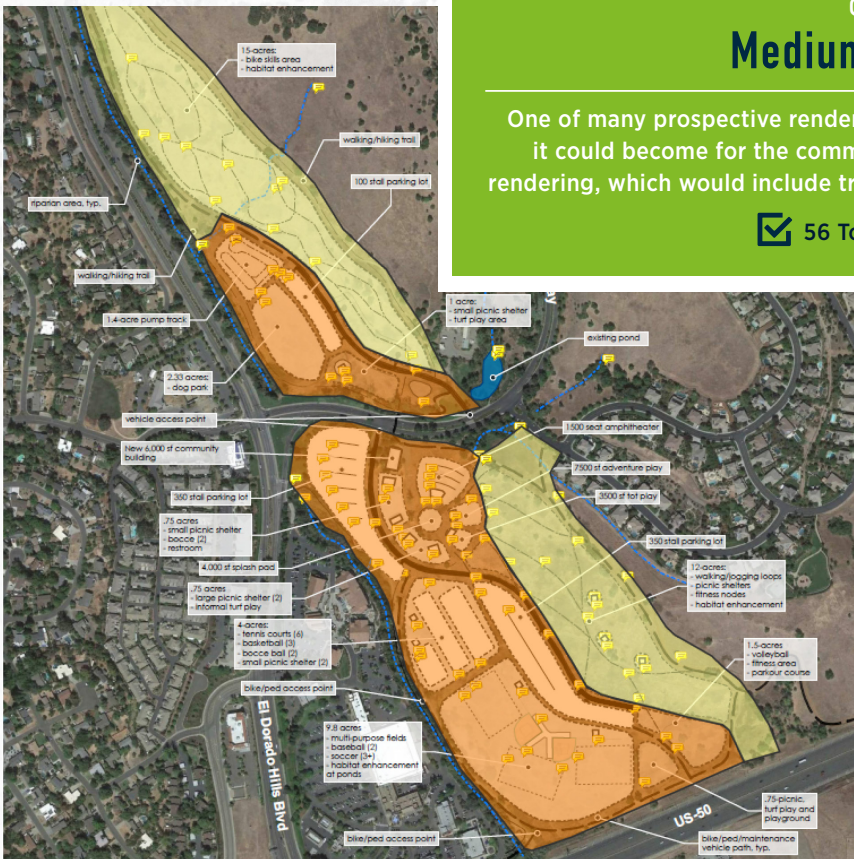 Medium
One of many prospective render
it could become for the comm
rendering, which would include tr
56 To
15-acres:
- bike skills area
- habitat enhancement
walking/hiking trail
100 stall parking lot
riparian area, typ.
walking/hiking trail
1.4-acre pump track
1 acre:
- small picnic shelter
- turf play area
existing pond
2.33 acres:
- dog park
vehicle access point
1500 seat amphitheater
New 6,000 sf community
building
7500 sf adventure play
3500 sf tot play
350 stall parking lot
.75 acres
- small picnic shelter
- bocce (2)
- restroom
350 stall parking lot
4,000 sf splash pad
12-acres:
- walking/jogging loops
- picnic shelters
- fitness nodes
- habitat enhancement
.75 acres:
- large picnic shelter (2)
- informal turf play
4-acres:
- tennis courts (6)
- basketball (3)
- bocce ball (2)
- small picnic shelter (2)
1.5-acres
- volleyball
- fitness area
- parkour course
bike/ped access point
El Dorado Hills Blvd
9.8 acres
- multi-purpose fields
- baseball (2)
- soccer (3+)
- habitat enhancement
at ponds
.75-picnic,
turf play and
playground
US-50
bike/ped access point
bike/ped/maintenance
vehicle path, typ.